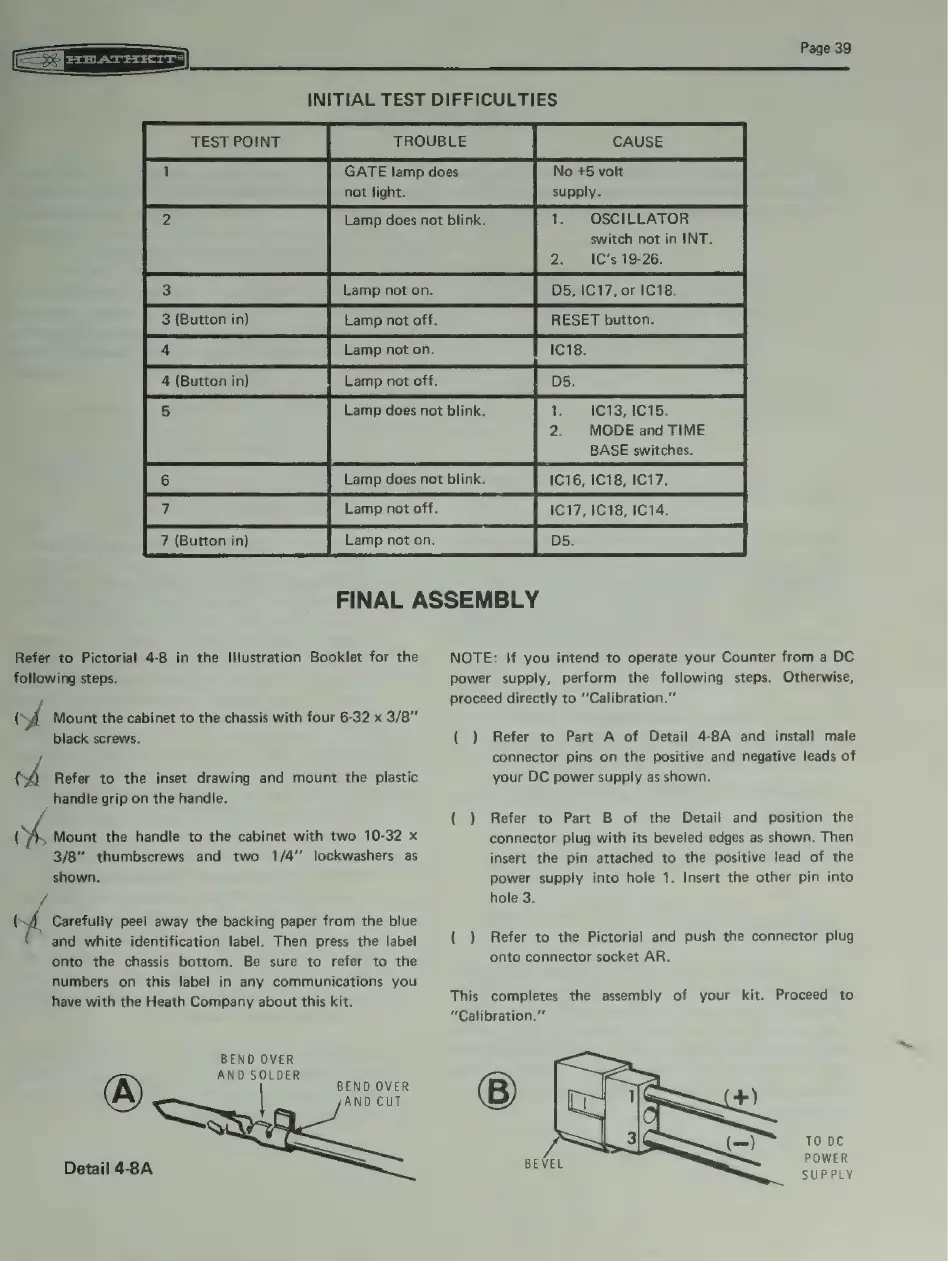 HEATHKIT®
Page 39
INITIAL TEST DIFFICULTIES
TEST POINT TROUBLE CAUSE
1 GATE lamp does No +5 volt
not light. supply.
2 Lamp does not blink. 1. OSCILLATOR
switch not in INT.
2. IC's 19-26.
3 Lamp not on. D5, IC17, or IC18.
3 (Button in) Lamp not off. RESET button.
4 Lamp not on. IC18.
4 (Button in) Lamp not off. D5.
5 Lamp does not blink. 1. IC13, IC15.
2. MODE and TIME
BASE switches.
6 Lamp does not blink. IC16, IC18, IC17.
7 Lamp not off. IC17, IC18, IC14.
7 (Button in) Lamp not on. D5.
FINAL ASSEMBLY
Refer to Pictorial 4-8 in the Illustration Booklet for the
following steps.
( ) Mount the cabinet to the chassis with four 6-32 x 3/8"
black screws.
( ) Refer to the inset drawing and mount the plastic
handle grip on the handle.
( ) Mount the handle to the cabinet with two 10-32 x
3/8" thumbscrews and two 1/4" lockwashers as
shown.
( ) Carefully peel away the backing paper from the blue
and white identification label. Then press the label
onto the chassis bottom. Be sure to refer to the
numbers on this label in any communications you
have with the Heath Company about this kit.
NOTE: If you intend to operate your Counter from a DC
power supply, perform the following steps. Otherwise,
proceed directly to "Calibration."
( ) Refer to Part A of Detail 4-8A and install male
connector pins on the positive and negative leads of
your DC power supply as shown.
( ) Refer to Part B of the Detail and position the
connector plug with its beveled edges as shown. Then
insert the pin attached to the positive lead of the
power supply into hole 1. Insert the other pin into
hole 3.
( ) Refer to the Pictorial and push the connector plug
onto connector socket AR.
This completes the assembly of your kit. Proceed to
"Calibration."
A
BEND OVER
AND SOLDER
BEND OVER
AND CUT
Detail 4-8A
B
1
3
(+)
(–)
BEVEL
TO DC
POWER
SUPPLY